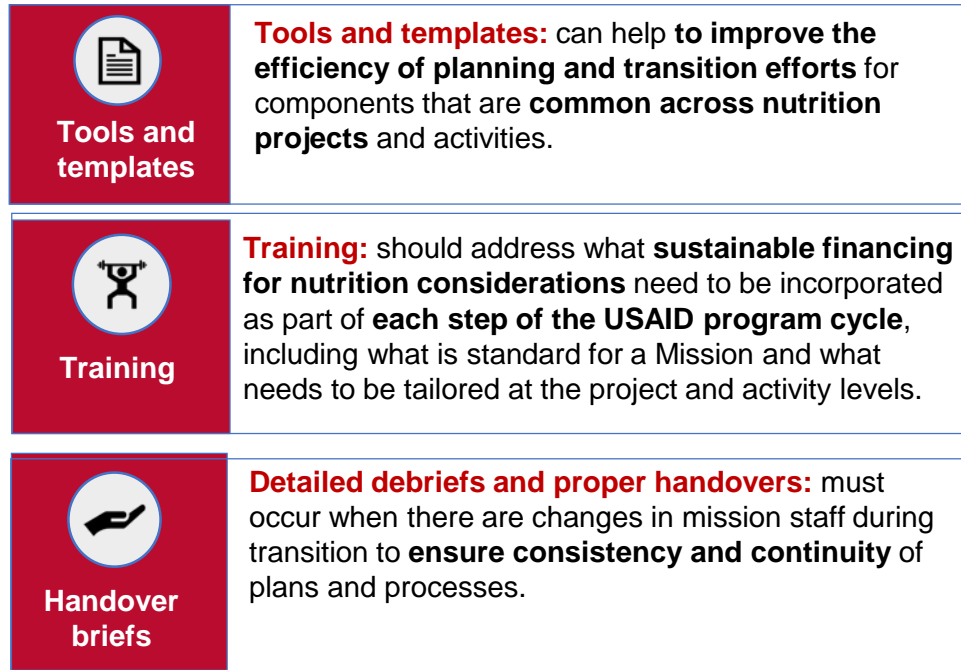 Tools and
templates
Tools and templates: can help to improve the
efficiency of planning and transition efforts for
components that are common across nutrition
projects and activities.
Training
Training: should address what sustainable financing
for nutrition considerations need to be incorporated
as part of each step of the USAID program cycle,
including what is standard for a Mission and what
needs to be tailored at the project and activity levels.
Handover
briefs
Detailed debriefs and proper handovers: must
occur when there are changes in mission staff during
transition to ensure consistency and continuity of
plans and processes.